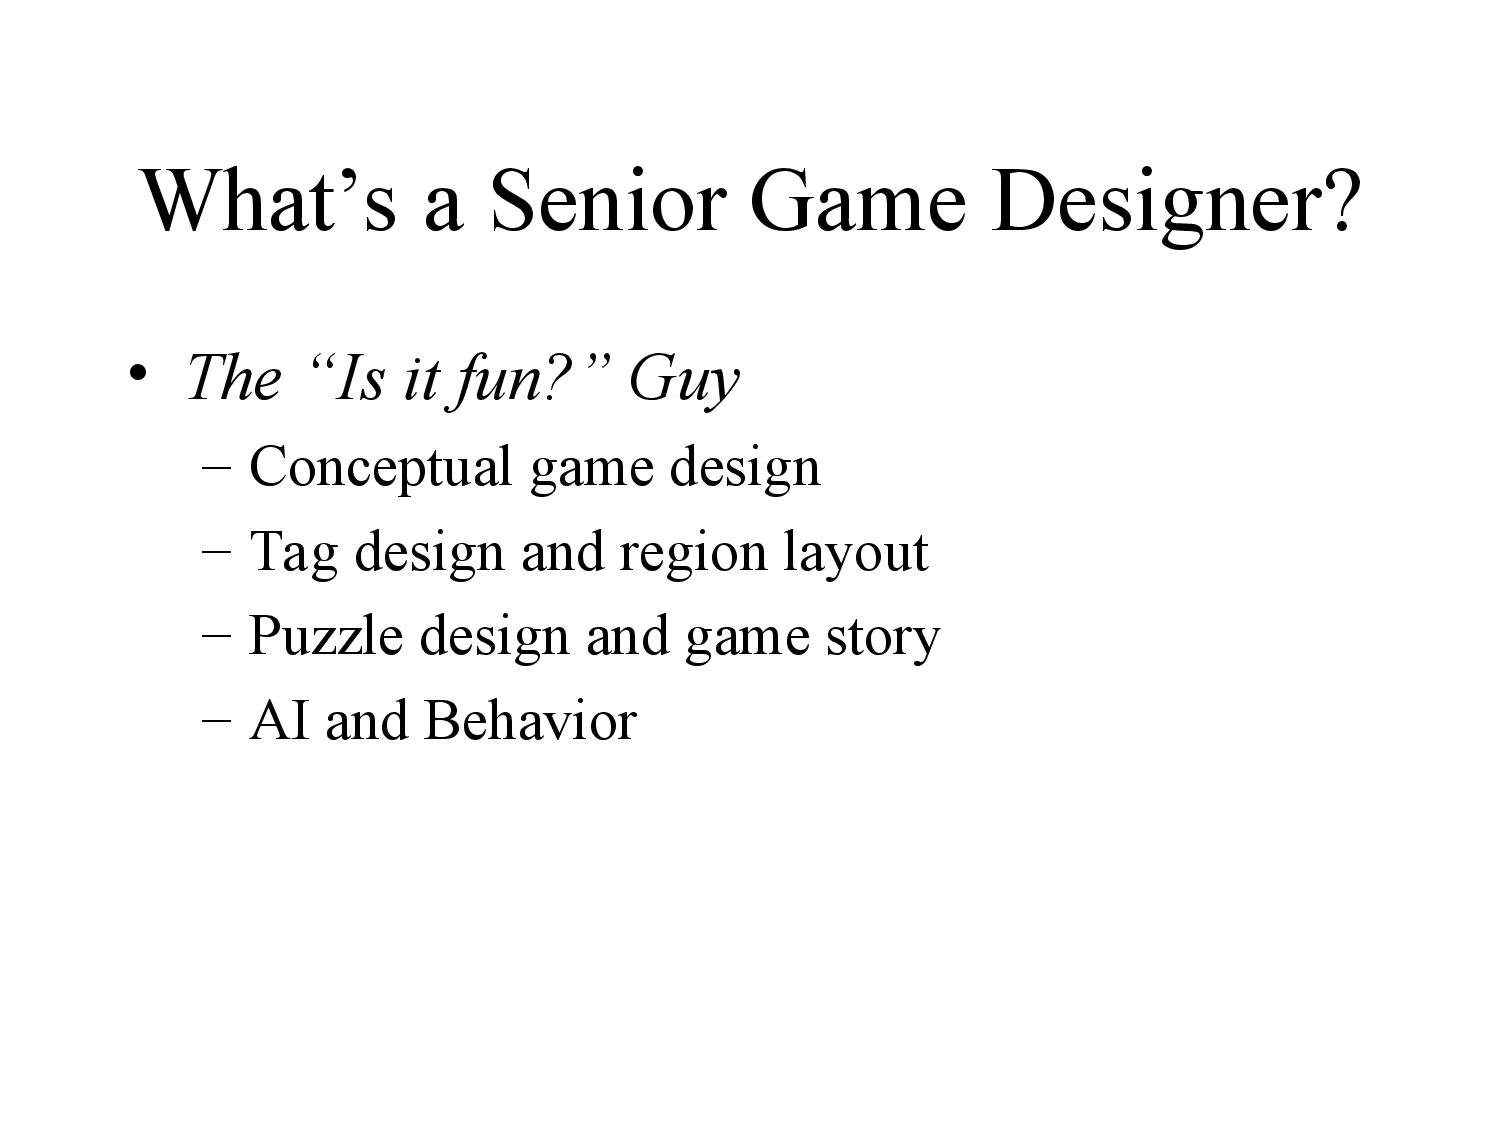 What’s a Senior Game Designer?
• The “Is it fun?” Guy
– Conceptual game design
– Tag design and region layout
– Puzzle design and game story
– AI and Behavior